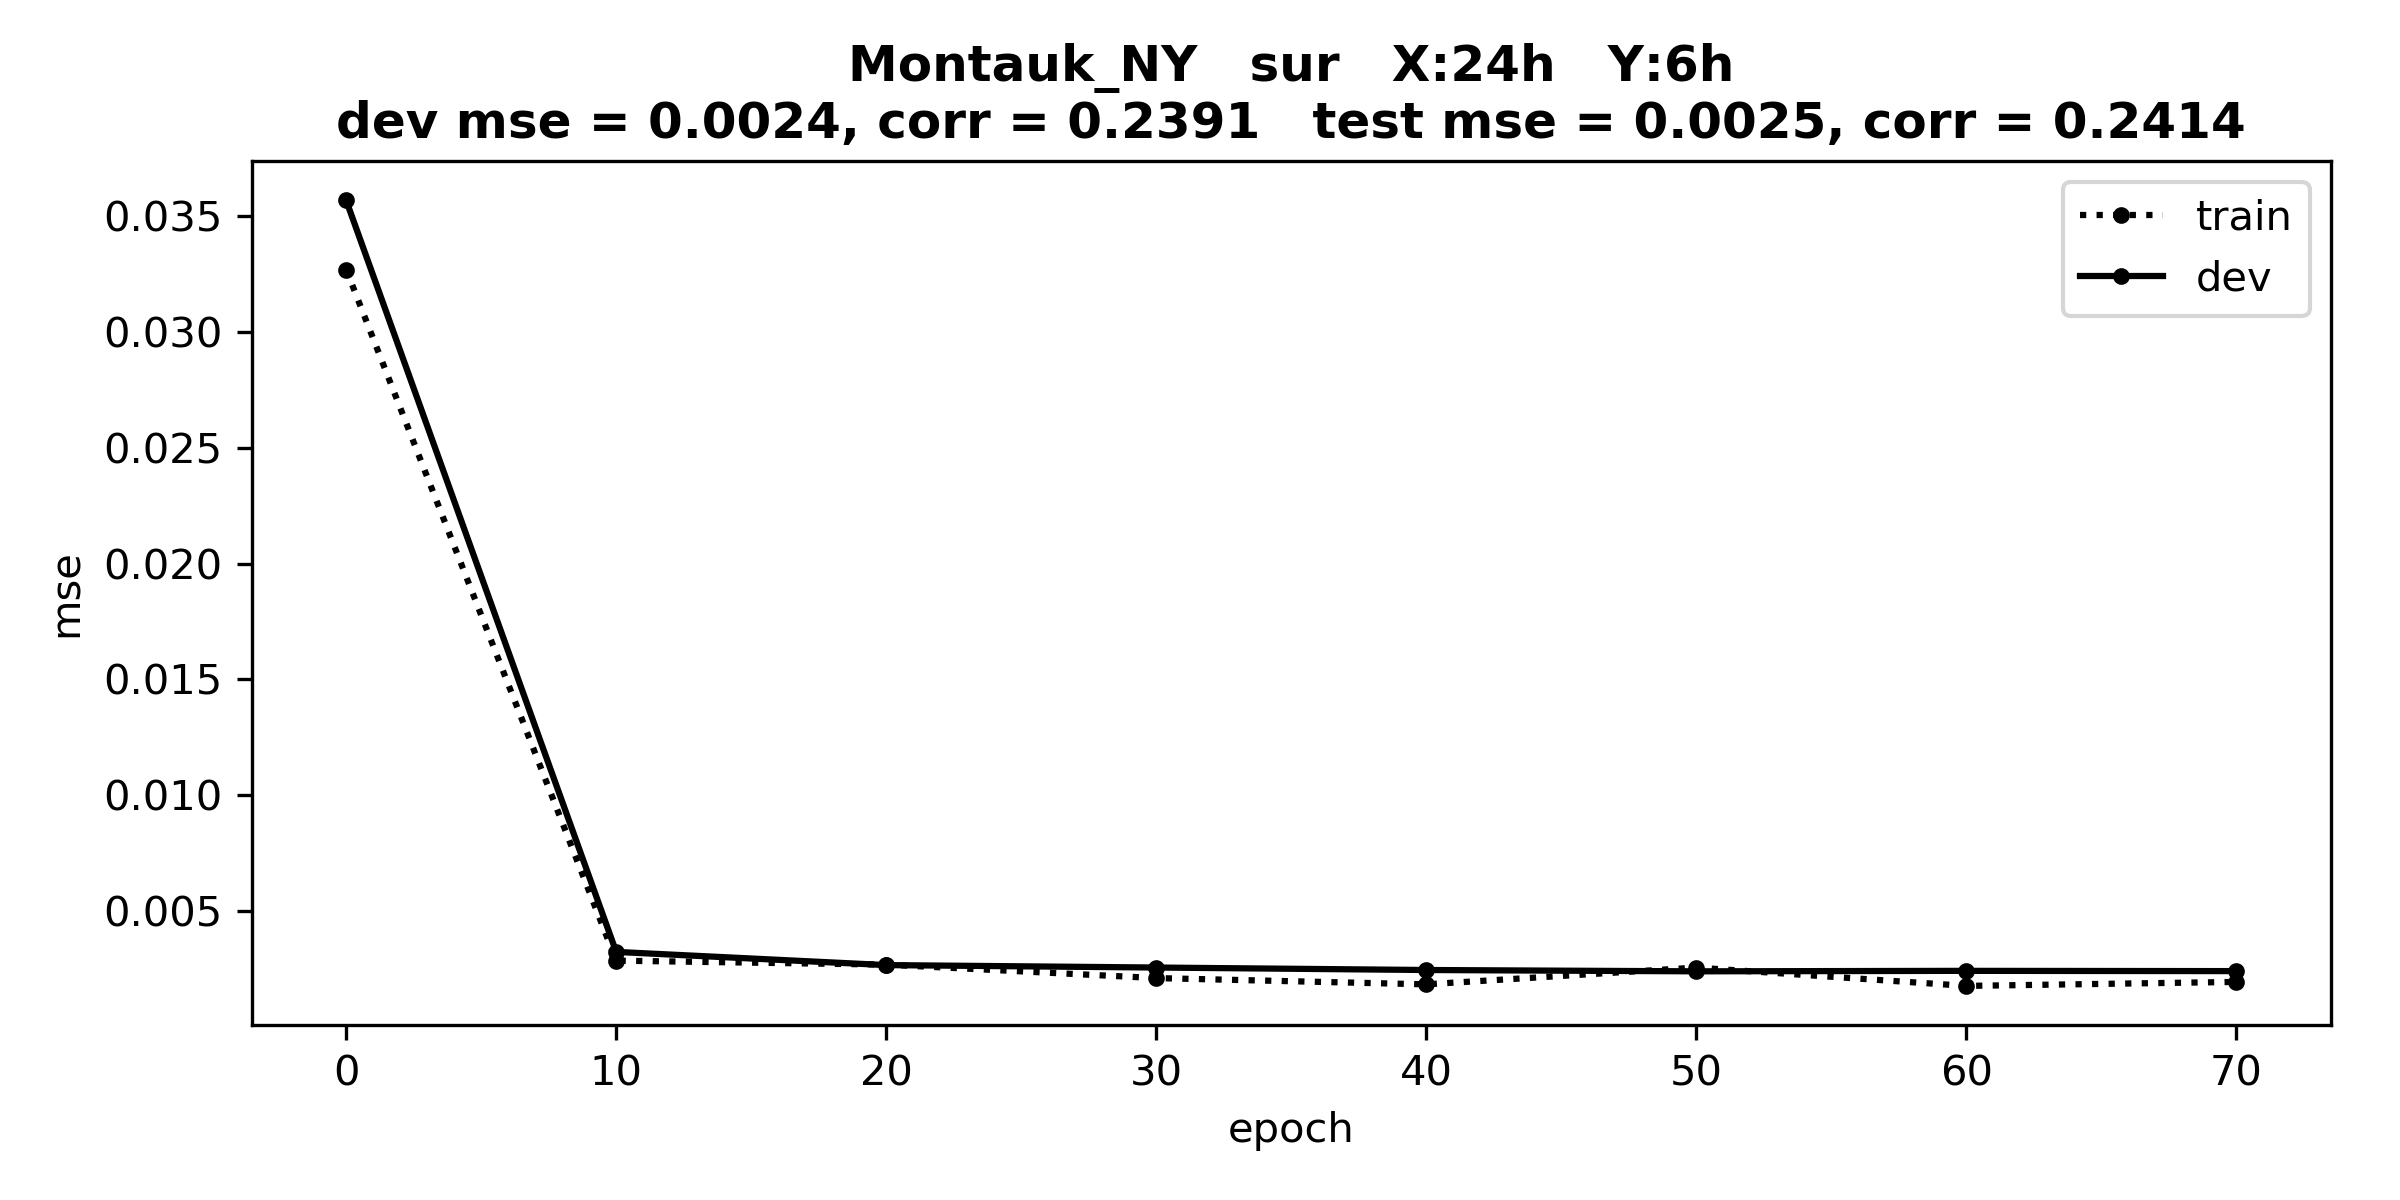 Montauk_NY sur X:24h Y:6h
dev mse = 0.0024, corr = 0.2391 test mse = 0.0025, corr = 0.2414
train
dev
0.035
0.030
0.025
0.020
0.015
0.010
0.005
mse
0 10 20 30 40 50 60 70
epoch